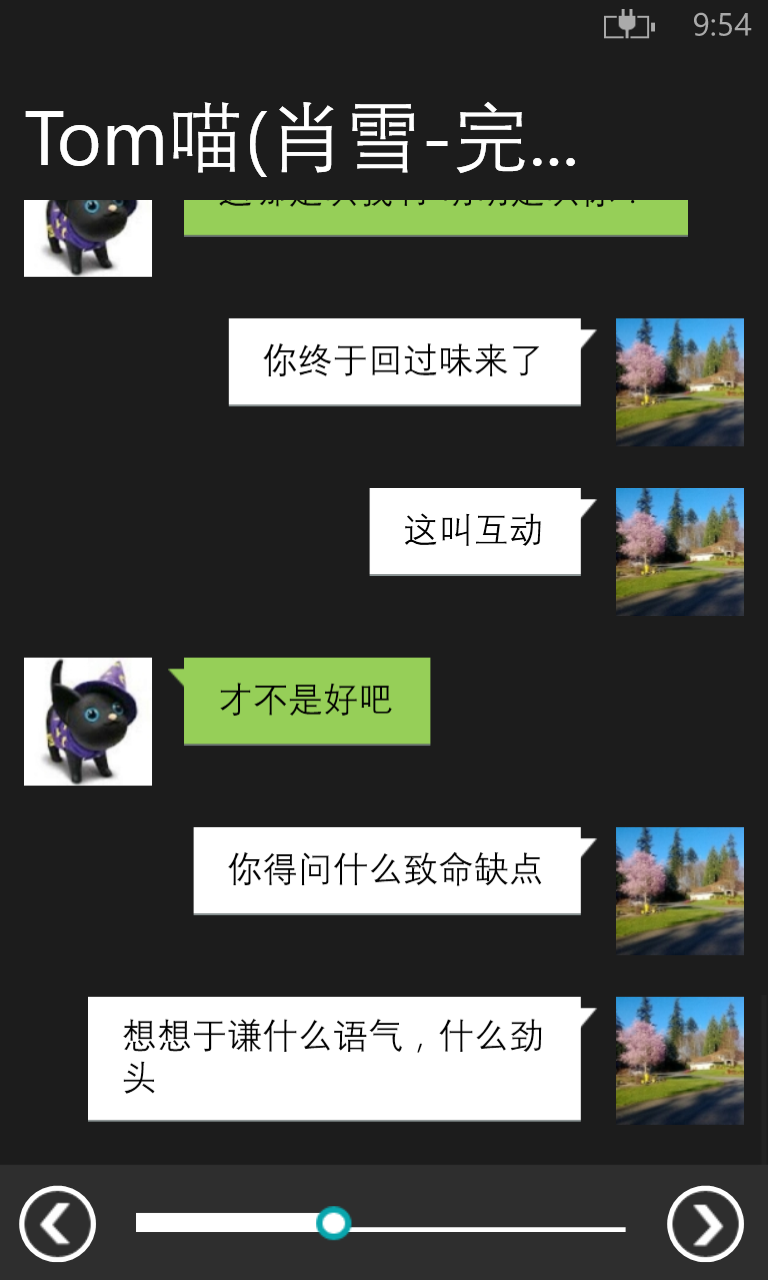 9:54
Tom喵(肖雪-完...
你终于回过味来了
这叫互动
才不是好吧
你得问什么致命缺点
想想于谦什么语气，什么劲
头